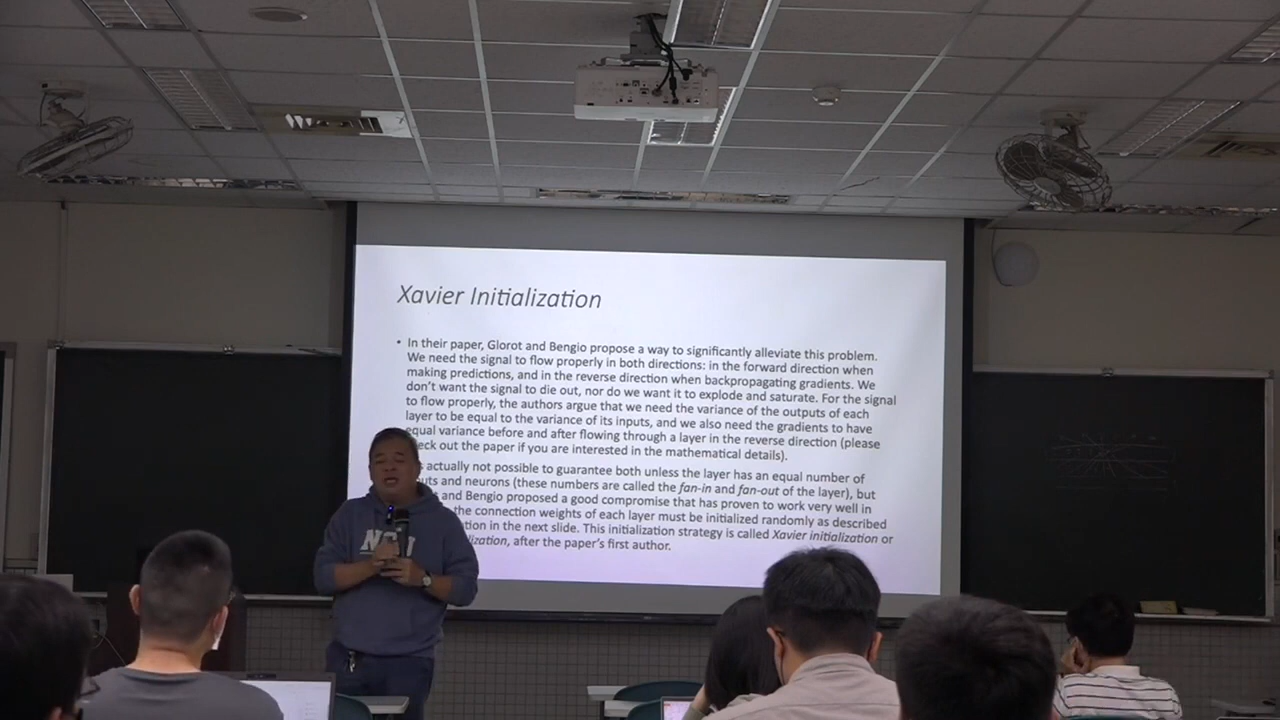 Xavier Initialization
• In their paper, Glorot and Bengio propose a way to significantly alleviate this problem.
We need the signal to flow properly in both directions: in the forward direction when
making predictions, and in the reverse direction when backpropagating gradients. We
don't want the signal to die out, nor do we want it to explode and saturate. For the signal
to flow properly, the authors argue that we need the variance of the outputs of each
layer to be equal to the variance of its inputs, and we also need the gradients to have
equal variance before and after flowing through a layer in the reverse direction (please
eck out the paper if you are interested in the mathematical details).
actually not possible to guarantee both unless the layer has an equal number of
uts and neurons (these numbers are called the fan-in and fan-out of the layer), but
and Bengio proposed a good compromise that has proven to work very well in
the connection weights of each layer must be initialized randomly as described
tion in the next slide. This initialization strategy is called Xavier initialization or
lization, after the paper's first author.